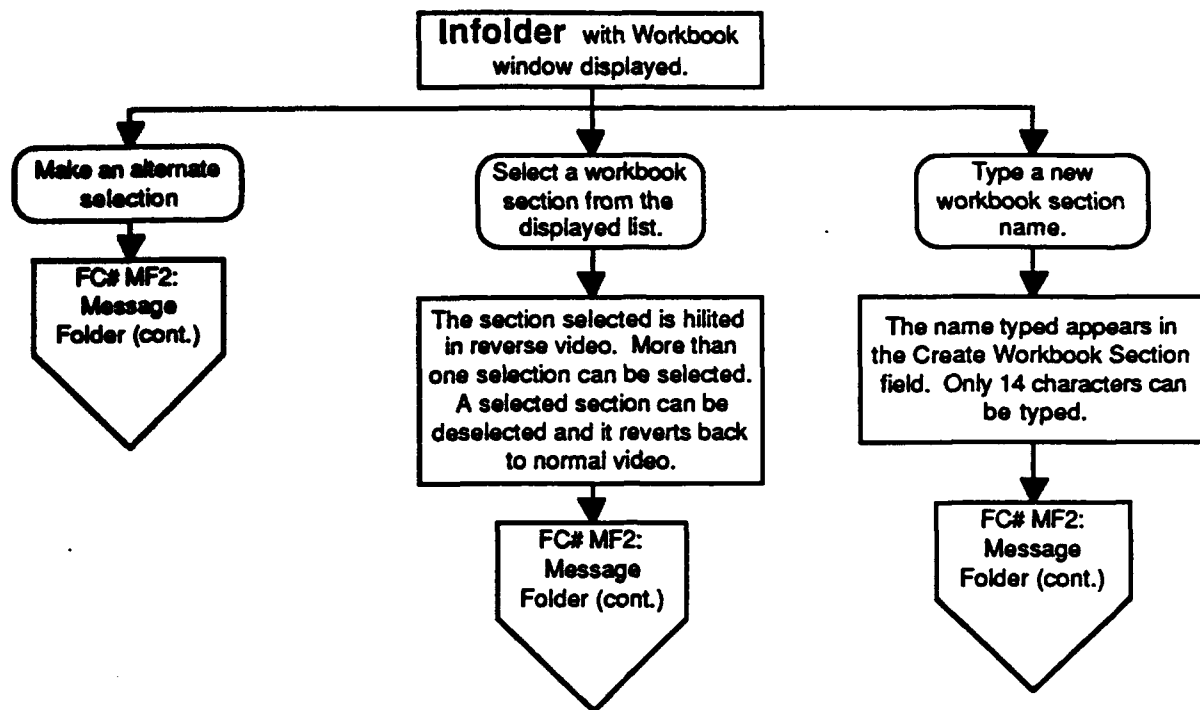 Infolder with Workbook
window displayed.
Make an alternate
selection
FC# MF2:
Message
Folder (cont.)
Select a workbook
section from the
displayed list.
The section selected is hilited
in reverse video. More than
one selection can be selected.
A selected section can be
deselected and it reverts back
to normal video.
FC# MF2:
Message
Folder (cont.)
Type a new
workbook section
name.
The name typed appears in
the Create Workbook Section
field. Only 14 characters can
be typed.
FC# MF2:
Message
Folder (cont.)